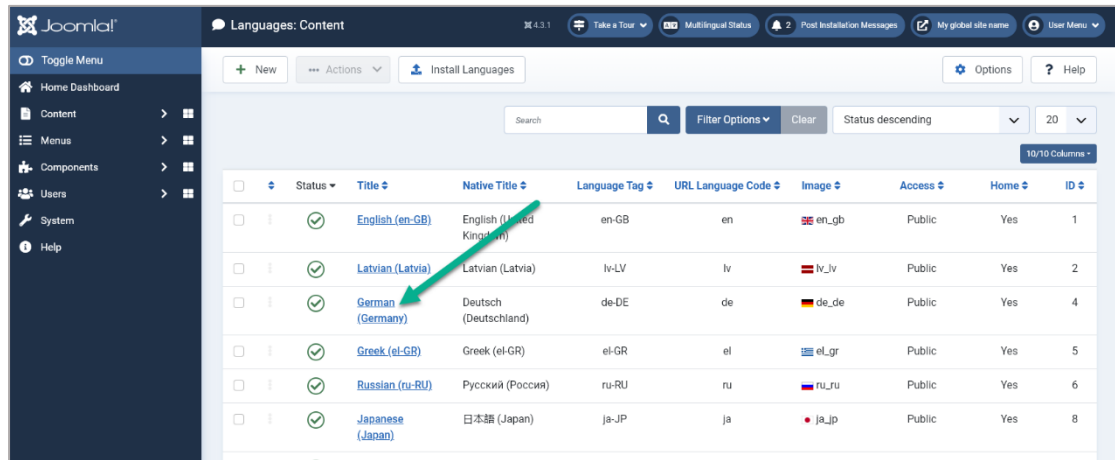 Joomla!
Languages: Content
4.3.1
Take a Tour
Multilingual Status
2 Post Installation Messages
My global site name
User Menu
Toggle Menu
Home Dashboard
Content
Menus
Components
Users
System
Help
New
Actions
Install Languages
Options
? Help
Search
Filter Options
Clear
Status descending
20
10/10 Columns
Status Title Native Title Language Tag URL Language Code Image Access Home ID
English (en-GB) English (United en-GB en en_gb Public Yes 1
Kingdom)
Latvian (Latvia) Latvian (Latvia) lv-LV lv lv_lv Public Yes 2
German Deutsch de-DE de de_de Public Yes 4
(Germany) (Deutschland)
Greek (el-GR) Greek (el-GR) el-GR el el_gr Public Yes 5
Russian (ru-RU) Русский (Россия) ru-RU ru ru_ru Public Yes 6
Japanese 日本語 (Japan) ja-JP ja ja_jp Public Yes 8
(Japan)